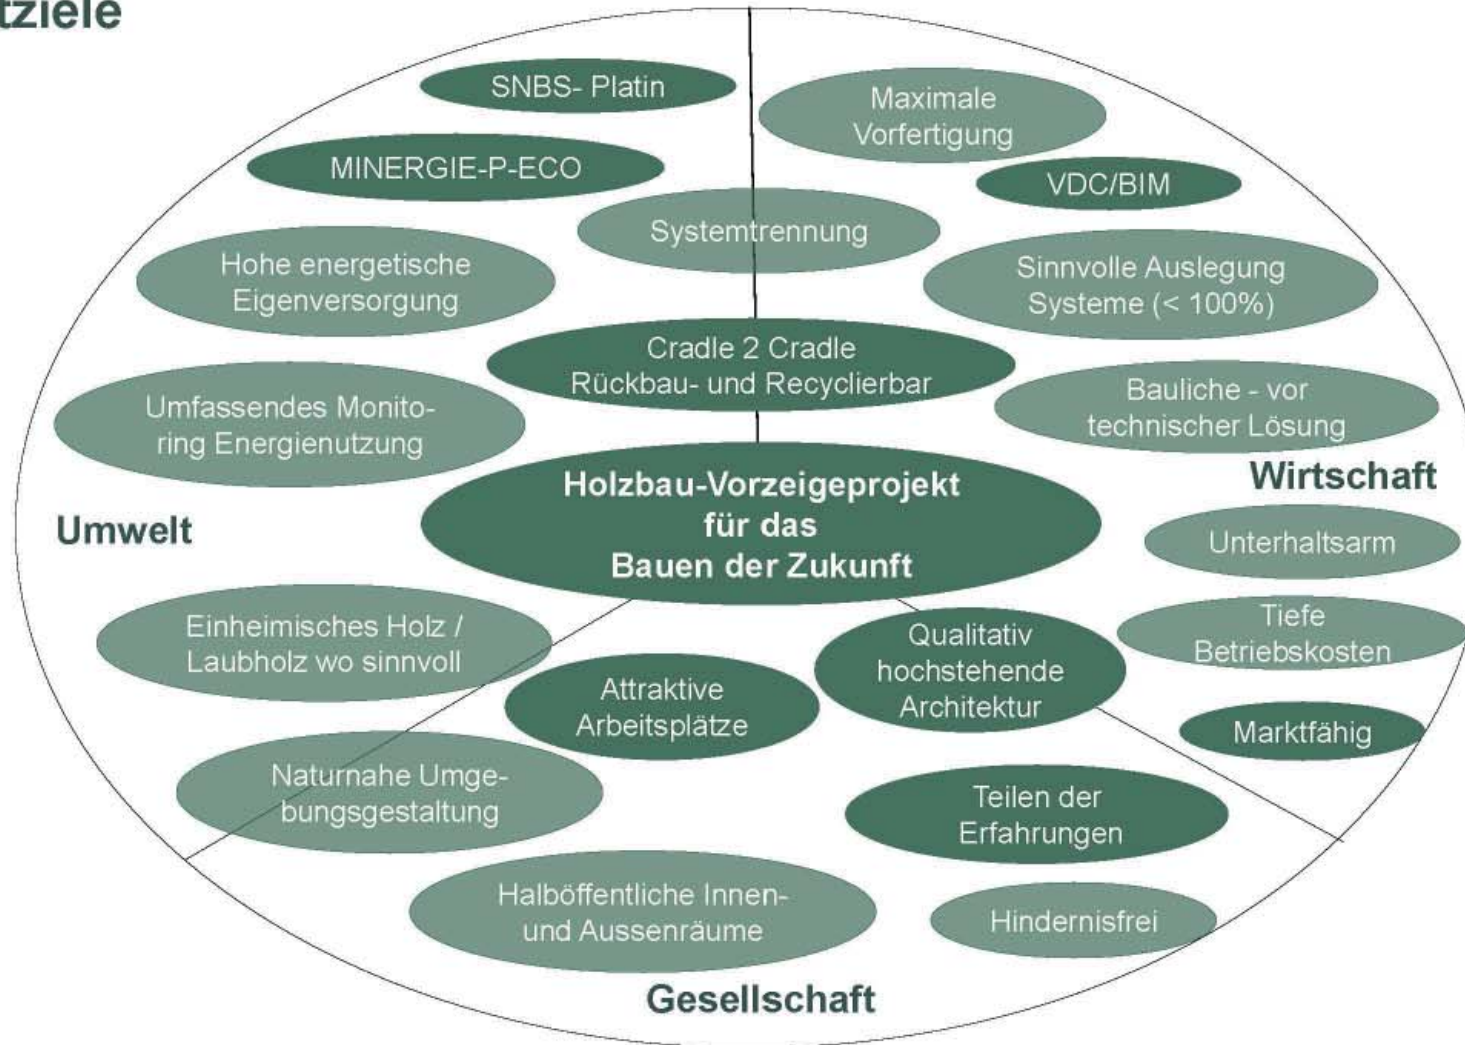 tziele
SNBS- Platin
Maximale
Vorfertigung
MINERGIE-P-ECO
VDC/BIM
Systemtrennung
Hohe energetische
Eigenversorgung
Sinnvolle Auslegung
Systeme (< 100%)
Cradle 2 Cradle
Rückbau- und Recyclierbar
Umfassendes Monito-
ring Energienutzung
Bauliche - vor
technischer Lösung
Holzbau-Vorzeigeprojekt
für das
Bauen der Zukunft
Wirtschaft
Umwelt
Unterhaltsarm
Einheimisches Holz /
Laubholz wo sinnvoll
Tiefe
Betriebskosten
Qualitativ
hochstehende
Architektur
Attraktive
Arbeitsplätze
Marktfähig
Naturnahe Umge-
bungsgestaltung
Teilen der
Erfahrungen
Halböffentliche Innen-
und Aussenräume
Hindernisfrei
Gesellschaft